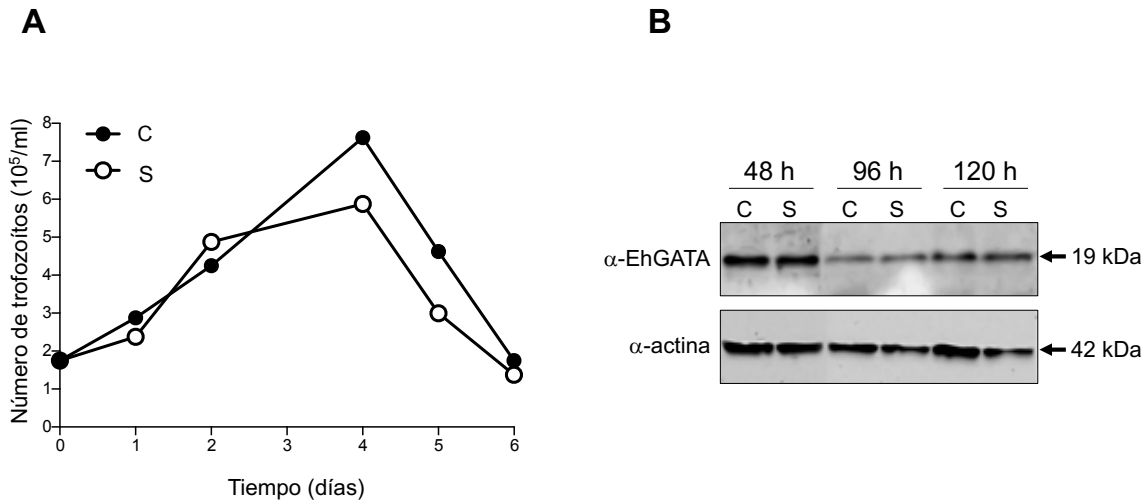 A
Número de trofozoítos (10⁵/ml)
8
7
6
5
4
3
2
1
0
C
S
0 1 2 3 4 5 6
Tiempo (días)
B
48 h 96 h 120 h
C S C S C S
α-EhGATA 19 kDa
α-actina 42 kDa